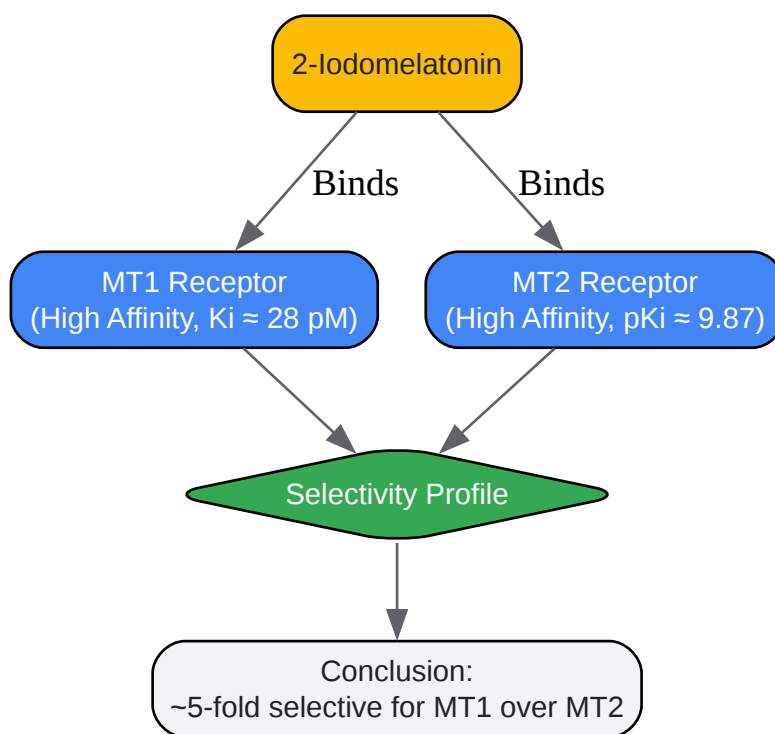 2-Iodomelatonin
Binds
Binds
MT1 Receptor
(High Affinity, Ki ≈ 28 pM)
MT2 Receptor
(High Affinity, pKi ≈ 9.87)
Selectivity Profile
Conclusion:
~5-fold selective for MT1 over MT2